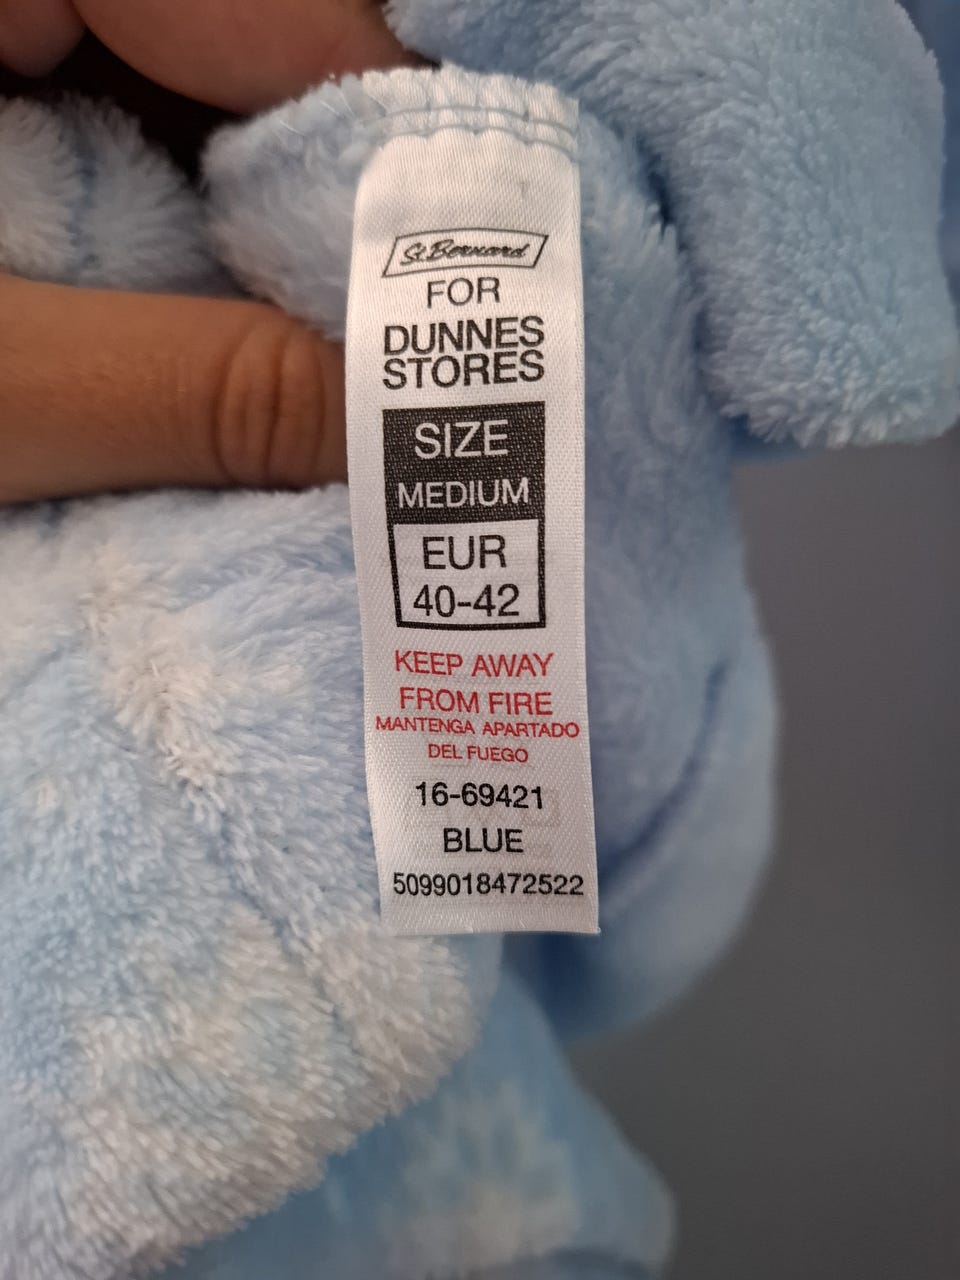 St. Bernard
FOR
DUNNES
STORES
SIZE
MEDIUM
EUR
40-42
KEEP AWAY
FROM FIRE
MANTENGA APARTADO
DEL FUEGO
16-69421
BLUE
5099018472522